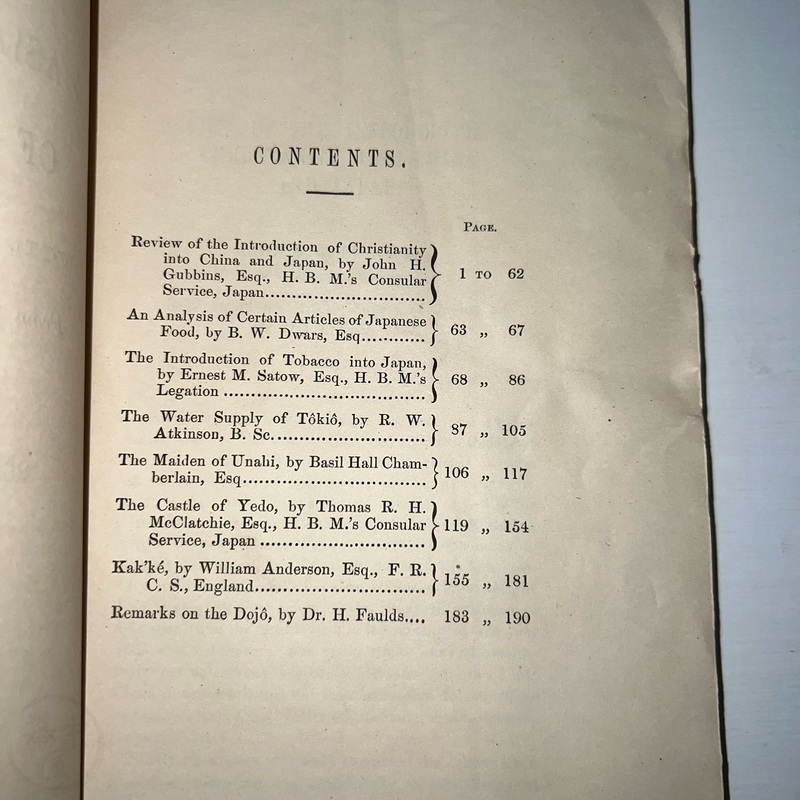 CONTENTS.
PAGE.
Review of the Introduction of Christianity
into China and Japan, by John H.
Gubbins, Esq., H. B. M.'s Consular
Service, Japan................................ 1 TO 62
An Analysis of Certain Articles of Japanese
Food, by B. W. Dwars, Esq............ 63 „ 67
The Introduction of Tobacco into Japan,
by Ernest M. Satow, Esq., H. B. M.'s
Legation .................................... 68 „ 86
The Water Supply of Tôkiô, by R. W.
Atkinson, B. Sc........................... 87 „ 105
The Maiden of Unahi, by Basil Hall Cham-
berlain, Esq................................. 106 „ 117
The Castle of Yedo, by Thomas R. H.
McClatchie, Esq., H. B. M.'s Consular
Service, Japan ............................. 119 „ 154
Kak'ké, by William Anderson, Esq., F. R.
C. S., England.............................. 155 „ 181
Remarks on the Dojô, by Dr. H. Faulds.... 183 „ 190